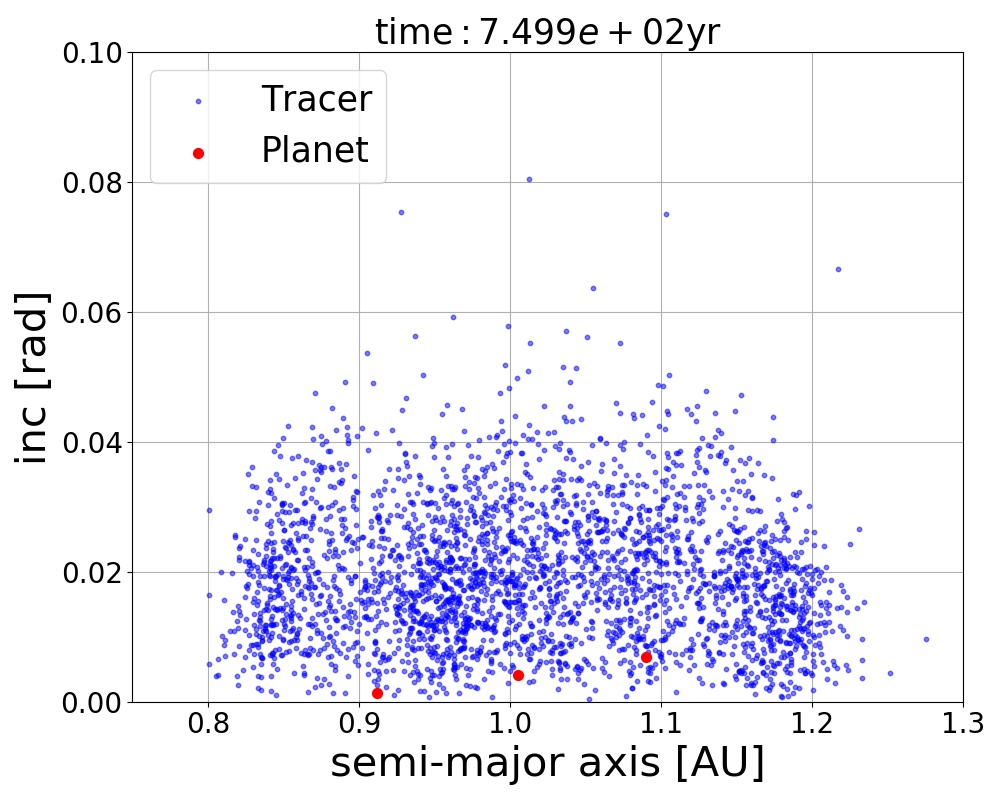 time : 7.499e + 02yr
0.10
0.08
0.06
0.04
0.02
0.00
Tracer
Planet
inc [rad]
0.8 0.9 1.0 1.1 1.2 1.3
semi-major axis [AU]